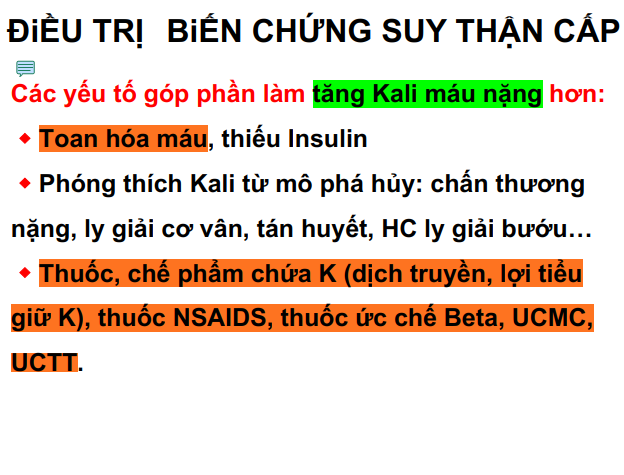 ĐiỀU TRỊ BiẾN CHỨNG SUY THẬN CẤP
Các yếu tố góp phần làm tăng Kali máu nặng hơn:
Toan hóa máu, thiếu Insulin
Phóng thích Kali từ mô phá hủy: chấn thương
nặng, ly giải cơ vân, tán huyết, HC ly giải bướu…
Thuốc, chế phẩm chứa K (dịch truyền, lợi tiểu
giữ K), thuốc NSAIDS, thuốc ức chế Beta, UCMC,
UCTT.